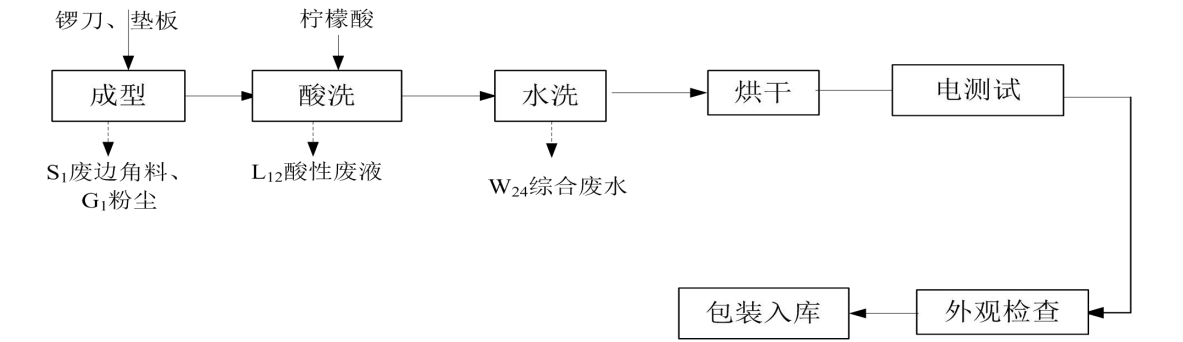 锣刀、垫板
柠檬酸
成型
酸洗
水洗
烘干
电测试
S1废边角料、
G1粉尘
L12酸性废液
W24综合废水
包装入库
外观检查